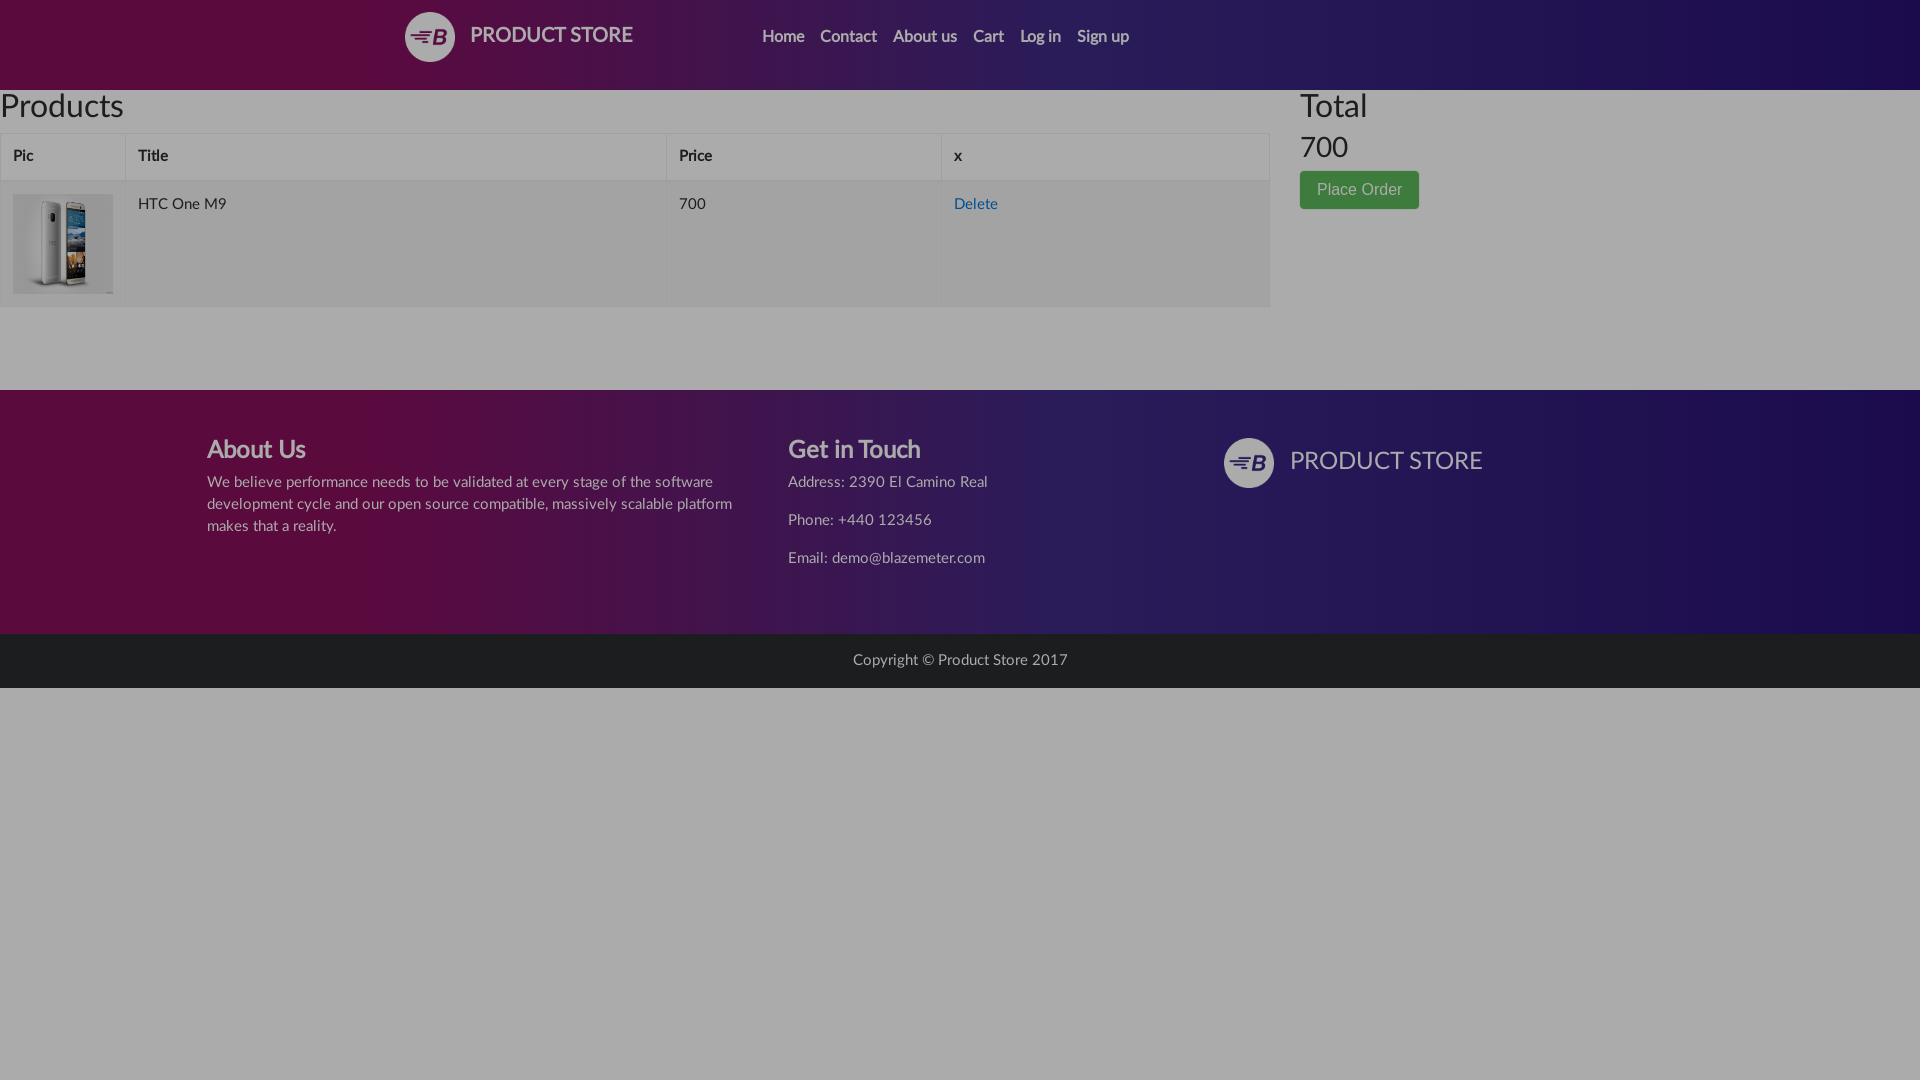 PRODUCT STORE
Home Contact About us Cart Log in Sign up
Products
Pic Title Price x
HTC One M9 700 Delete
Total
700
Place Order
About Us
We believe performance needs to be validated at every stage of the software
development cycle and our open source compatible, massively scalable platform
makes that a reality.
Get in Touch
Address: 2390 El Camino Real
Phone: +440 123456
Email: demo@blazemeter.com
PRODUCT STORE
Copyright © Product Store 2017